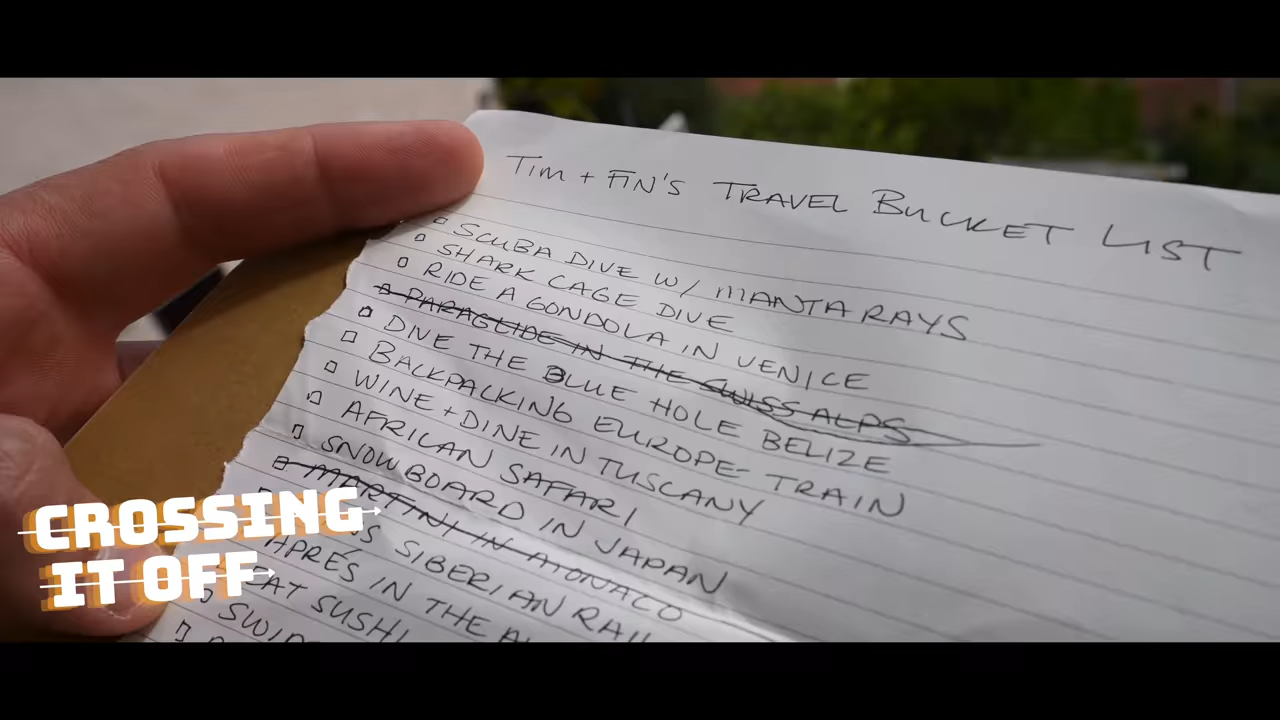 TIM + FIN'S TRAVEL BUCKET LIST
SCUBA DIVE W/ MANTA RAYS
SHARK CAGE DIVE
RIDE A GONDOLA IN VENICE
PARAGLIDE IN THE SWISS ALPS
DIVE THE BLUE HOLE BELIZE
BACKPACKING EUROPE - TRAIN
WINE + DINE IN TUSCANY
AFRICAN SAFARI
SNOWBOARD IN JAPAN
MARTINI IN MONACO
SIBERIAN
APRÈS IN THE
EAT SUSHI
CROSSING
IT OFF